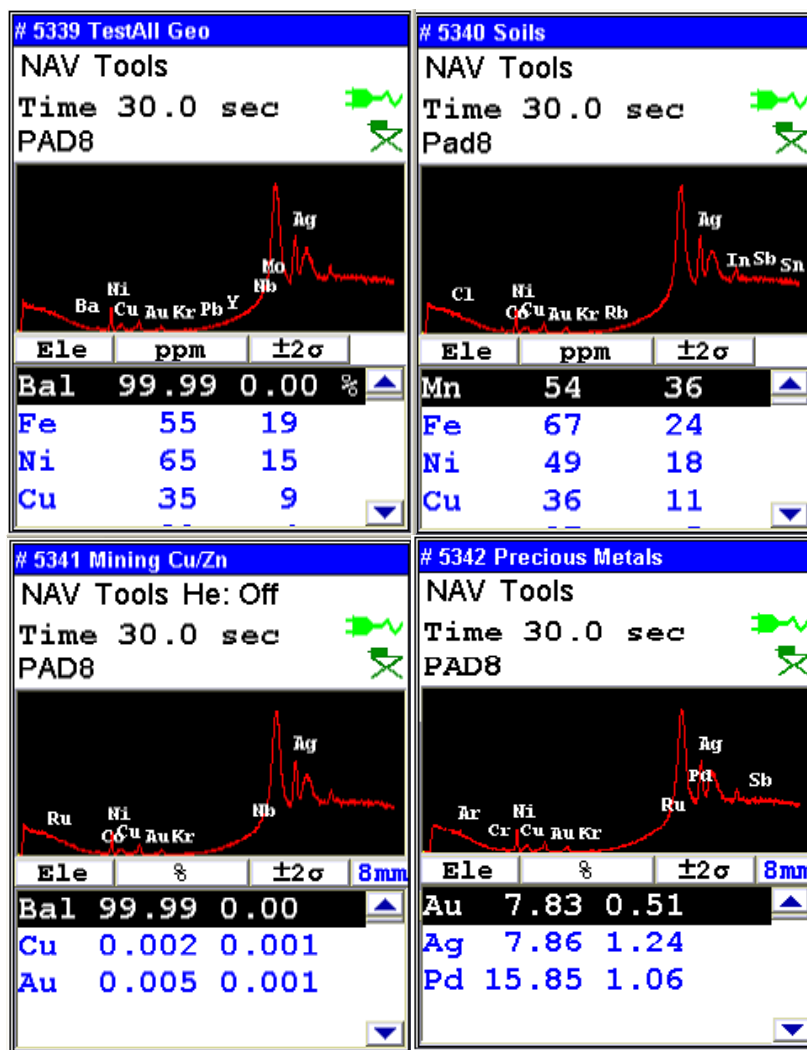 # 5339 TestAll Geo
NAV Tools
Time 30.0 sec
PAD8
Ag
Mo
Nb
Ni
Ba Cu Au Kr Pb Y
Ele ppm ±2σ
Bal 99.99 0.00 %
Fe 55 19
Ni 65 15
Cu 35 9
# 5340 Soils
NAV Tools
Time 30.0 sec
Pad8
Ag
In Sb Sn
Cl Ni
Co Cu Au Kr Rb
Ele ppm ±2σ
Mn 54 36
Fe 67 24
Ni 49 18
Cu 36 11
# 5341 Mining Cu/Zn
NAV Tools He: Off
Time 30.0 sec
PAD8
Ag
Ru Ni Nb
Co Cu Au Kr
Ele % ±2σ 8mm
Bal 99.99 0.00
Cu 0.002 0.001
Au 0.005 0.001
# 5342 Precious Metals
NAV Tools
Time 30.0 sec
PAD8
Ag
Pd Sb
Ar Ni Ru
Cr Cu Au Kr
Ele % ±2σ 8mm
Au 7.83 0.51
Ag 7.86 1.24
Pd 15.85 1.06